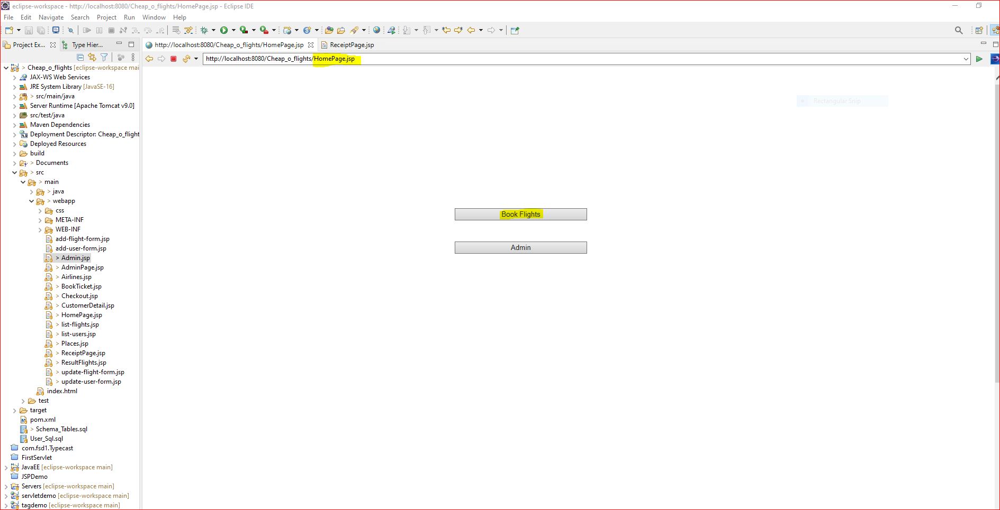 eclipse-workspace - http://localhost:8080/Cheap_o_flights/HomePage.jsp - Eclipse IDE
File Edit Navigate Search Project Run Window Help
Project Ex... Type Hier...
http://localhost:8080/Cheap_o_flights/HomePage.jsp ReceiptPage.jsp
http://localhost:8080/Cheap_o_flights/HomePage.jsp
> Cheap_o_flights [eclipse-workspace mai
JAX-WS Web Services
JRE System Library [JavaSE-16]
> src/main/java
Server Runtime [Apache Tomcat v9.0]
src/test/java
Maven Dependencies
Deployment Descriptor: Cheap_o_flight
Deployed Resources
build
> Documents
> src
> main
> java
> webapp
css
META-INF
WEB-INF
add-flight-form.jsp
add-user-form.jsp
> Admin.jsp
> AdminPage.jsp
> Airlines.jsp
> BookTicket.jsp
> Checkout.jsp
> CustomerDetail.jsp
> HomePage.jsp
> list-flights.jsp
> list-users.jsp
> Places.jsp
> ReceiptPage.jsp
> ResultFlights.jsp
> update-flight-form.jsp
> update-user-form.jsp
index.html
test
target
pom.xml
> Schema_Tables.sql
User_Sql.sql
com.fsd1.Typecast
FirstServlet
JavaEE [eclipse-workspace main]
JSPDemo
Servers [eclipse-workspace main]
servletdemo [eclipse-workspace main]
tagdemo [eclipse-workspace main]
Rectangular Snip
Book Flights
Admin